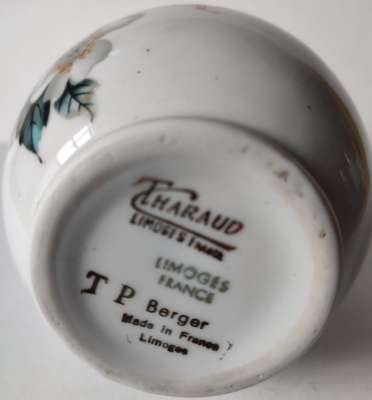 THARAUD
LIMOGES FRANCE
LIMOGES
FRANCE
T P Berger
Made in France
Limoges